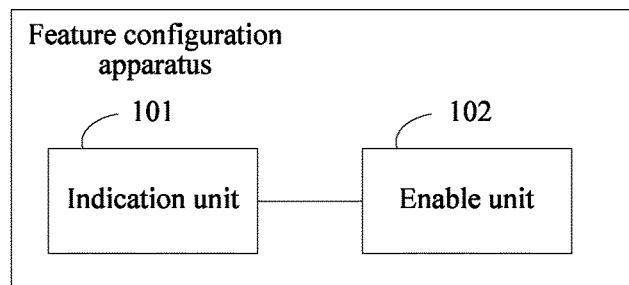 Feature configuration
apparatus
101
102
Indication unit
Enable unit